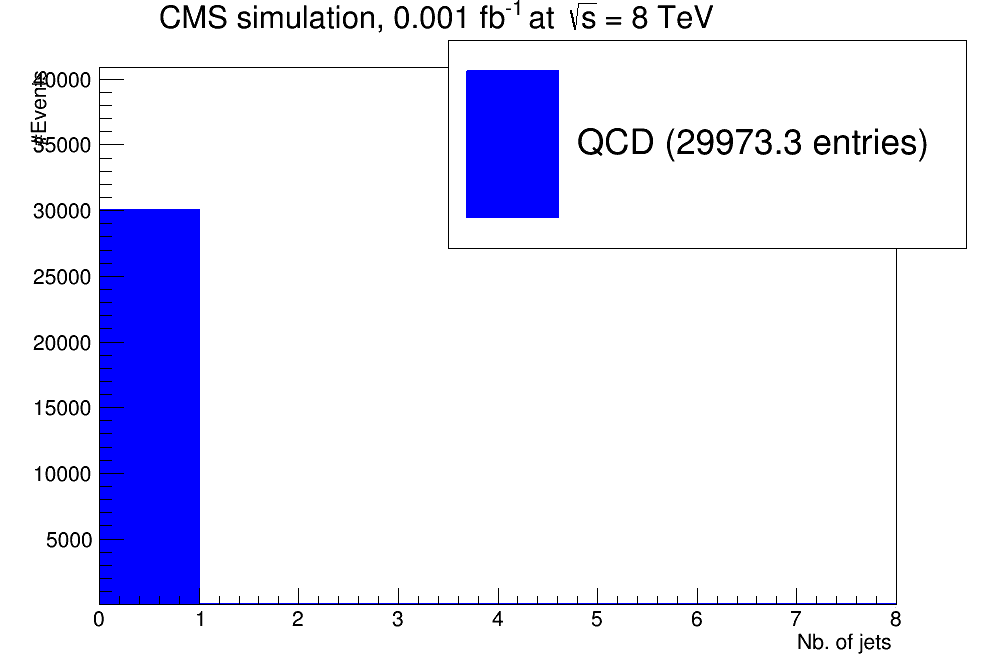 CMS simulation, 0.001 fb⁻¹ at √s = 8 TeV
QCD (29973.3 entries)
#Events
40000
35000
30000
25000
20000
15000
10000
5000
0 1 2 3 4 5 6 7 8
Nb. of jets